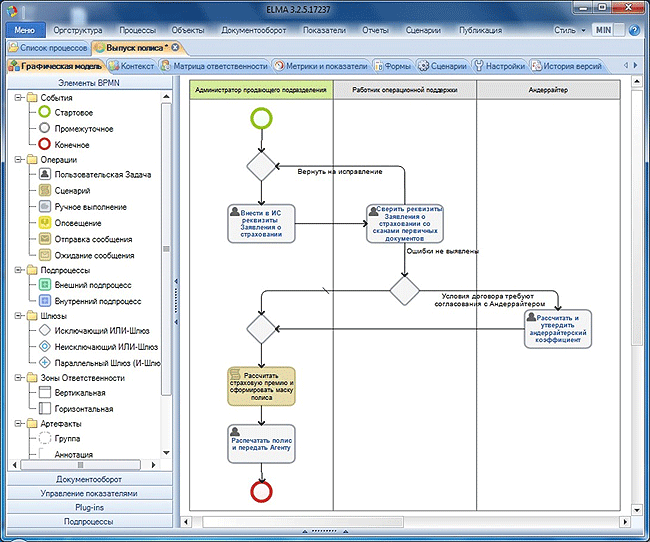 ELMA 3.2.5.17237
Меню Оргструктура Процессы Объекты Документооборот Показатели Отчеты Сценарии Публикация Стиль MIN
Список процессов Выпуск полиса *
Графическая модель Контекст Матрица ответственности Метрики и показатели Формы Сценарии Настройки История версий
Элементы BPMN
События
Стартовое
Промежуточное
Конечное
Операции
Пользовательская Задача
Сценарий
Ручное выполнение
Оповещение
Отправка сообщения
Ожидание сообщения
Подпроцессы
Внешний подпроцесс
Внутренний подпроцесс
Шлюзы
Исключающий ИЛИ-Шлюз
Неисключающий ИЛИ-Шлюз
Параллельный Шлюз (И-Шлюз
Зоны Ответственности
Вертикальная
Горизонтальная
Артефакты
Группа
Аннотация
Документооборот
Управление показателями
Plug-ins
Подпроцессы
Администратор продающего подразделения
Работник операционной поддержки
Андеррайтер
Вернуть на исправление
Внести в ИС
реквизиты
Заявления о
страховании
Сверить реквизиты
Заявления о
страховании со
сканами первичных
документов
Ошибки не выявлены
Условия договора требуют
согласования с Андеррайтером
Рассчитать и
утвердить
андеррайтерский
коэффициент
Рассчитать
страховую премию и
сформировать маску
полиса
Распечатать полис
и передать Агенту